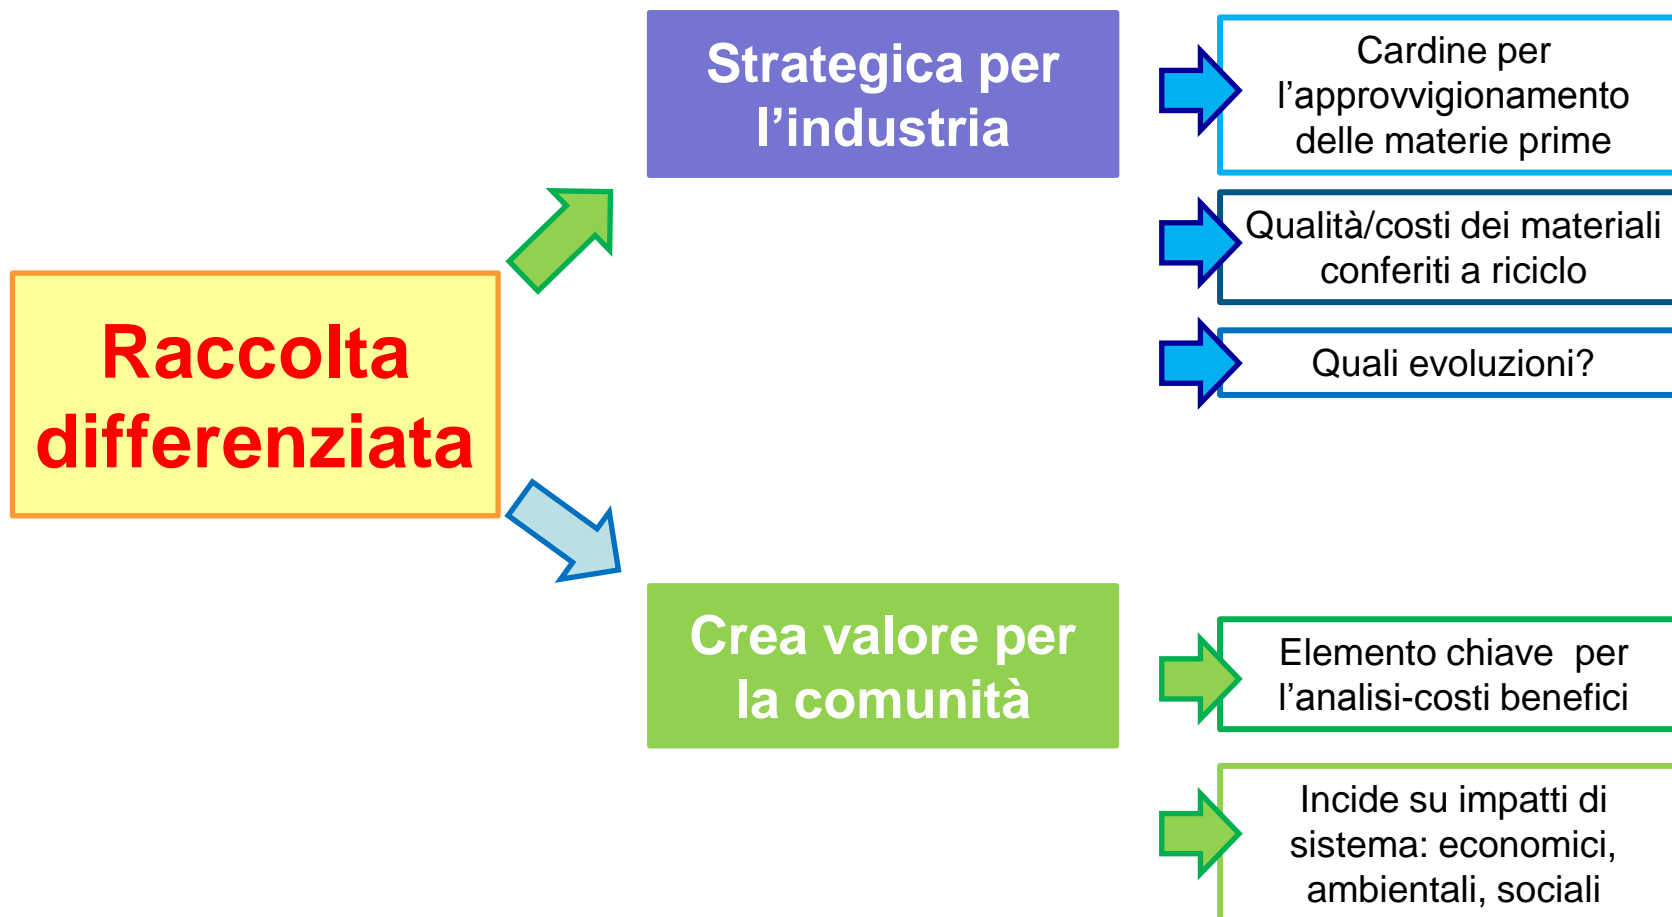 Raccolta
differenziata
Strategica per
l’industria
Cardine per
l’approvvigionamento
delle materie prime
Qualità/costi dei materiali
conferiti a riciclo
Quali evoluzioni?
Crea valore per
la comunità
Elemento chiave  per
l’analisi-costi benefici
Incide su impatti di
sistema: economici,
ambientali, sociali